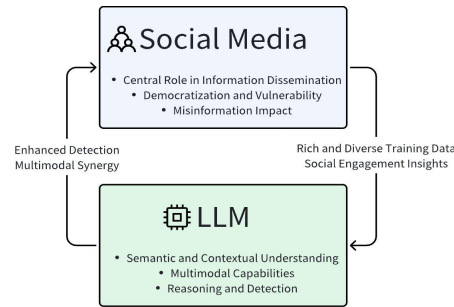 Social Media
• Central Role in Information Dissemination
• Democratization and Vulnerability
• Misinformation Impact
Enhanced Detection
Multimodal Synergy
Rich and Diverse Training Data
Social Engagement Insights
LLM
• Semantic and Contextual Understanding
• Multimodal Capabilities
• Reasoning and Detection